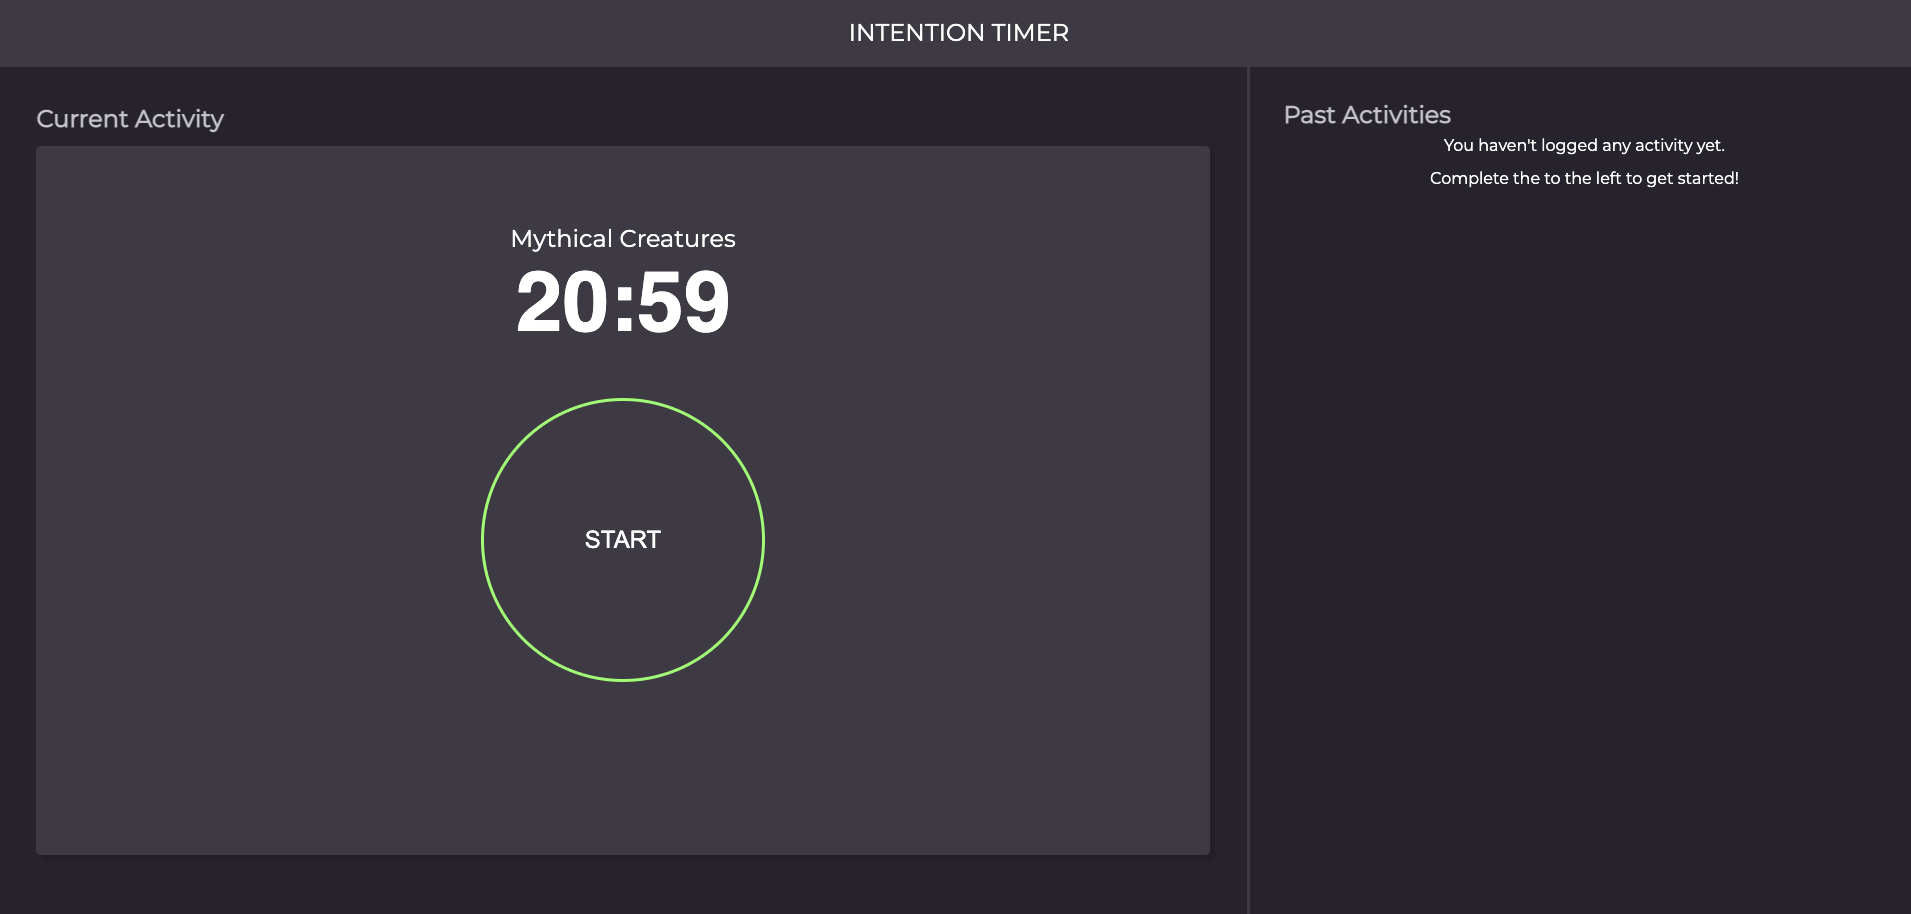 INTENTION TIMER
Current Activity
Mythical Creatures
20:59
START
Past Activities
You haven't logged any activity yet.
Complete the to the left to get started!